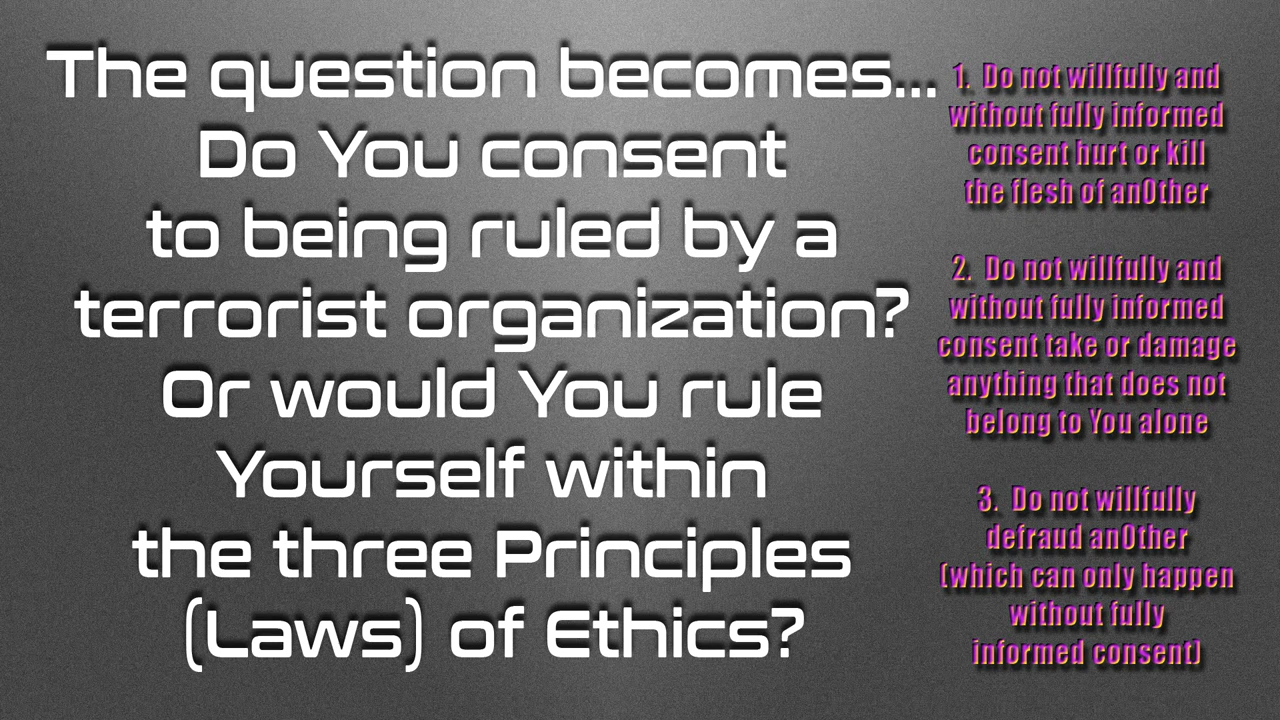 The question becomes...
Do You consent
to being ruled by a
terrorist organization?
Or would You rule
Yourself within
the three Principles
(Laws) of Ethics?
1. Do not willfully and
without fully informed
consent hurt or kill
the flesh of anOther
2. Do not willfully and
without fully informed
consent take or damage
anything that does not
belong to You alone
3. Do not willfully
defraud anOther
(which can only happen
without fully
informed consent)